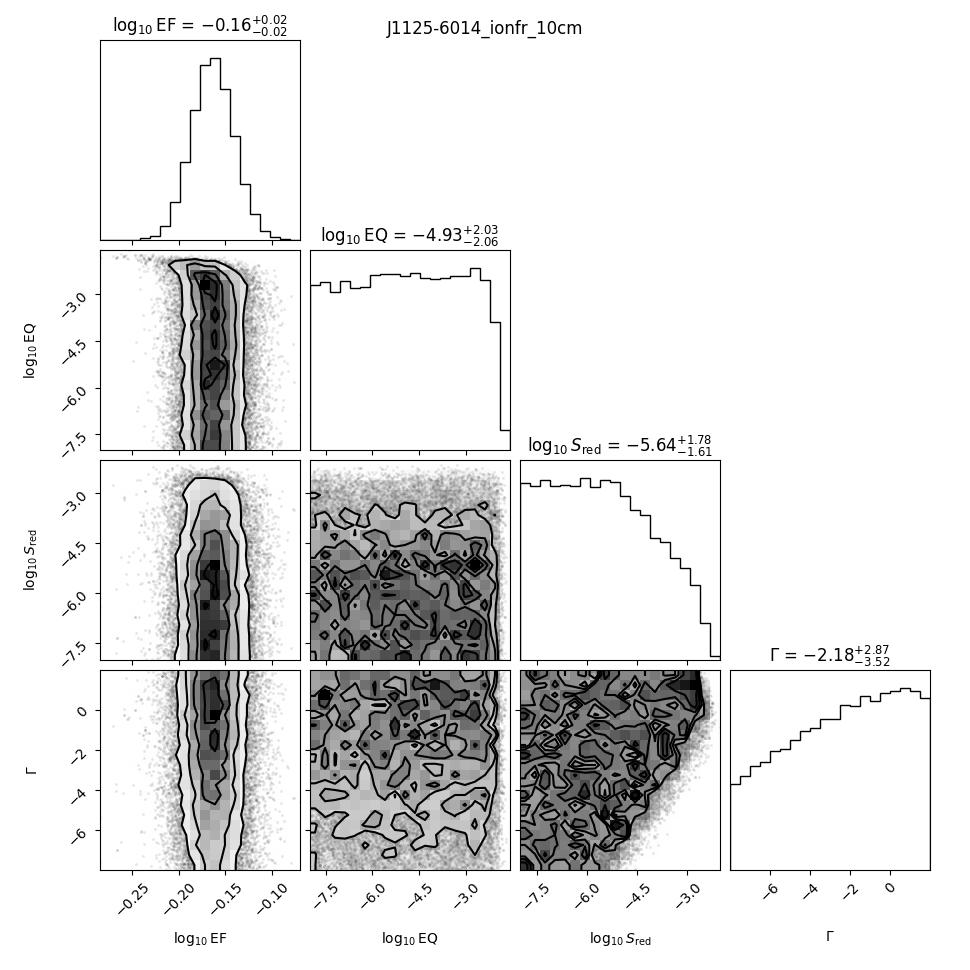 J1125-6014_ionfr_10cm
log₁₀ EF = −0.16 +0.02 −0.02
log₁₀ EQ = −4.93 +2.03 −2.06
log₁₀ EQ
−3.0
−4.5
−6.0
−7.5
log₁₀ S_red = −5.64 +1.78 −1.61
log₁₀ S_red
−3.0
−4.5
−6.0
−7.5
Γ = −2.18 +2.87 −3.52
Γ
0
−2
−4
−6
−0.25 −0.20 −0.15 −0.10
−7.5 −6.0 −4.5 −3.0
−7.5 −6.0 −4.5 −3.0
−6 −4 −2 0
log₁₀ EF
log₁₀ EQ
log₁₀ S_red
Γ